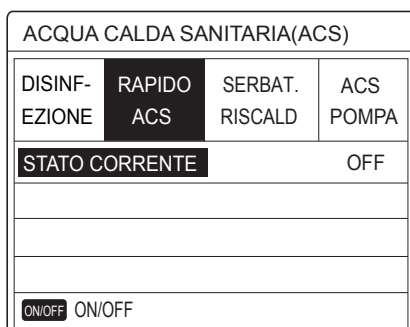 ACQUA CALDA SANITARIA(ACS)
DISINF-
EZIONE
RAPIDO
ACS
SERBAT.
RISCALD
ACS
POMPA
STATO CORRENTE OFF
ON/OFF ON/OFF